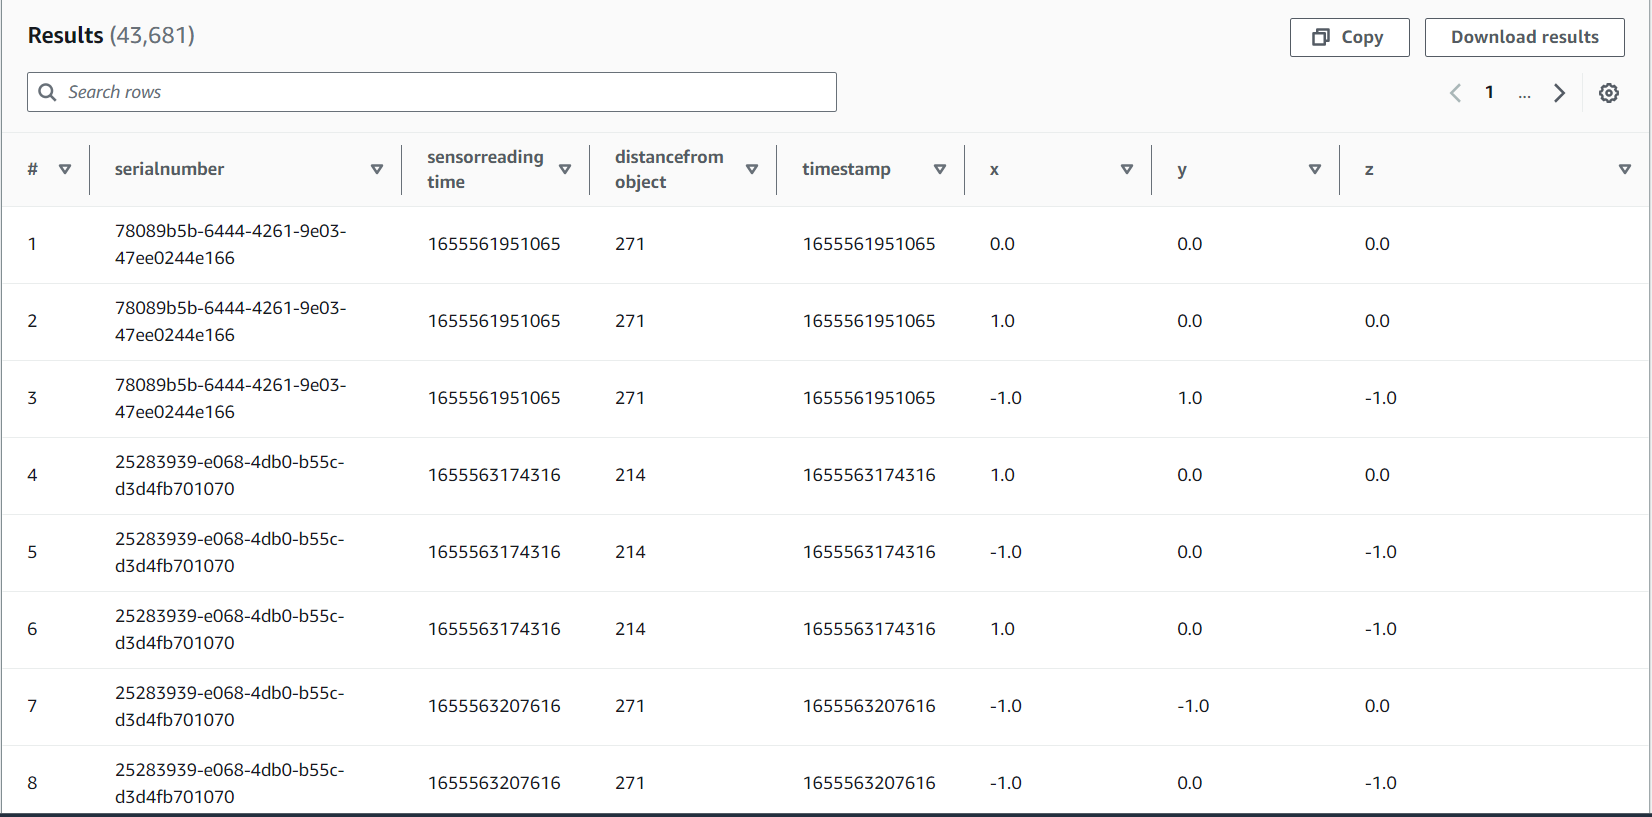 Results (43,681)
Copy
Download results
Search rows
1 ...
# serialnumber sensorreading time distancefrom object timestamp x y z
1 78089b5b-6444-4261-9e03-47ee0244e166 1655561951065 271 1655561951065 0.0 0.0 0.0
2 78089b5b-6444-4261-9e03-47ee0244e166 1655561951065 271 1655561951065 1.0 0.0 0.0
3 78089b5b-6444-4261-9e03-47ee0244e166 1655561951065 271 1655561951065 -1.0 1.0 -1.0
4 25283939-e068-4db0-b55c-d3d4fb701070 1655563174316 214 1655563174316 1.0 0.0 0.0
5 25283939-e068-4db0-b55c-d3d4fb701070 1655563174316 214 1655563174316 -1.0 0.0 -1.0
6 25283939-e068-4db0-b55c-d3d4fb701070 1655563174316 214 1655563174316 1.0 0.0 -1.0
7 25283939-e068-4db0-b55c-d3d4fb701070 1655563207616 271 1655563207616 -1.0 -1.0 0.0
8 25283939-e068-4db0-b55c-d3d4fb701070 1655563207616 271 1655563207616 -1.0 0.0 -1.0